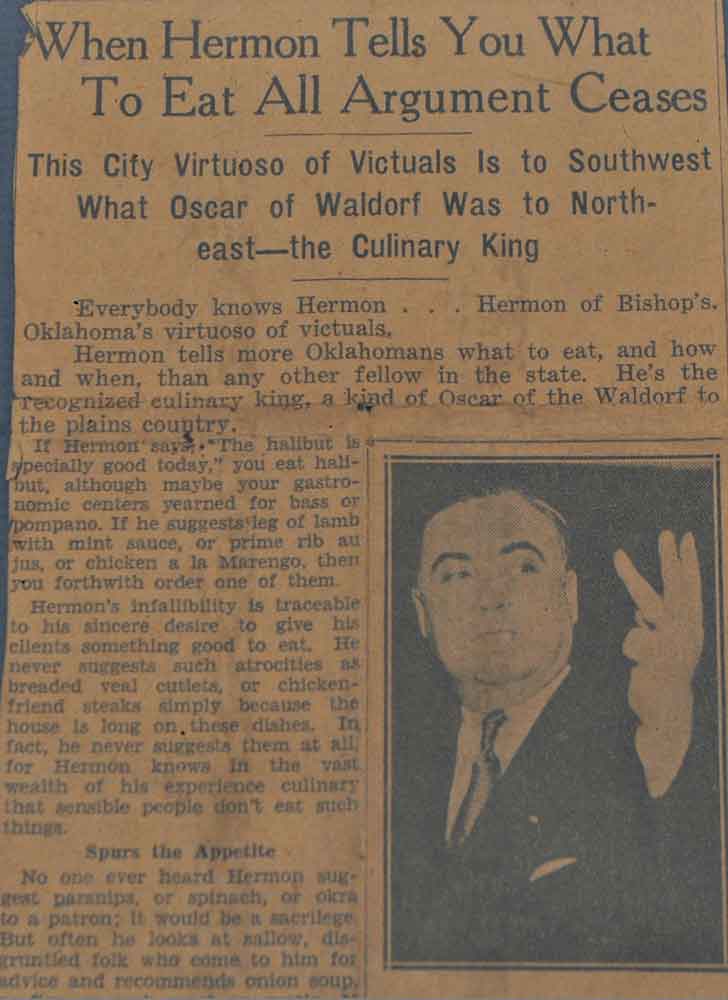 When Hermon Tells You What
To Eat All Argument Ceases
This City Virtuoso of Victuals Is to Southwest
What Oscar of Waldorf Was to North-
east—the Culinary King
Everybody knows Hermon . . . Hermon of Bishop's,
Oklahoma's virtuoso of victuals.
Hermon tells more Oklahomans what to eat, and how
and when, than any other fellow in the state. He's the
recognized culinary king, a kind of Oscar of the Waldorf to
the plains country.
If Hermon says, "The halibut is
specially good today," you eat hali-
but, although maybe your gastro-
nomic centers yearned for bass or
pompano. If he suggests leg of lamb
with mint sauce, or prime rib au
jus, or chicken a la Marengo, then
you forthwith order one of them.
Hermon's infallibility is traceable
to his sincere desire to give his
clients something good to eat. He
never suggests such atrocities as
breaded veal cutlets, or chicken-
friend steaks simply because the
house is long on these dishes. In
fact, he never suggests them at all,
for Hermon knows in the vast
wealth of his experience culinary
that sensible people don't eat such
things.
Spurs the Appetite
No one ever heard Hermon sug-
gest parsnips, or spinach, or okra
to a patron; it would be a sacrilege.
But often he looks at sallow, dis-
gruntled folk who come to him for
advice and recommends onion soup,